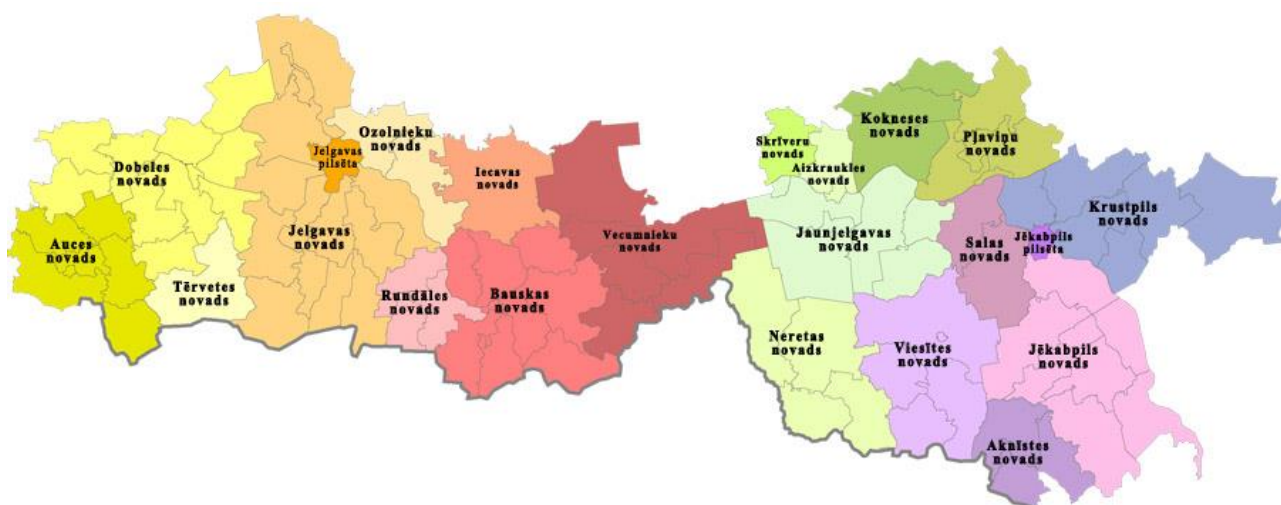 Dobeles
novads
Auces
novads
Tērvetes
novads
Jelgavas
pilsēta
Jelgavas
novads
Ozolnieku
novads
Iecavas
novads
Rundāles
novads
Bauskas
novads
Vecumnieku
novads
Skrīveru
novads
Aizkraukles
novads
Kokneses
novads
Pļaviņu
novads
Jaunjelgavas
novads
Salas
novads
Jēkabpils
pilsēta
Krustpils
novads
Neretas
novads
Viesītes
novads
Jēkabpils
novads
Aknīstes
novads